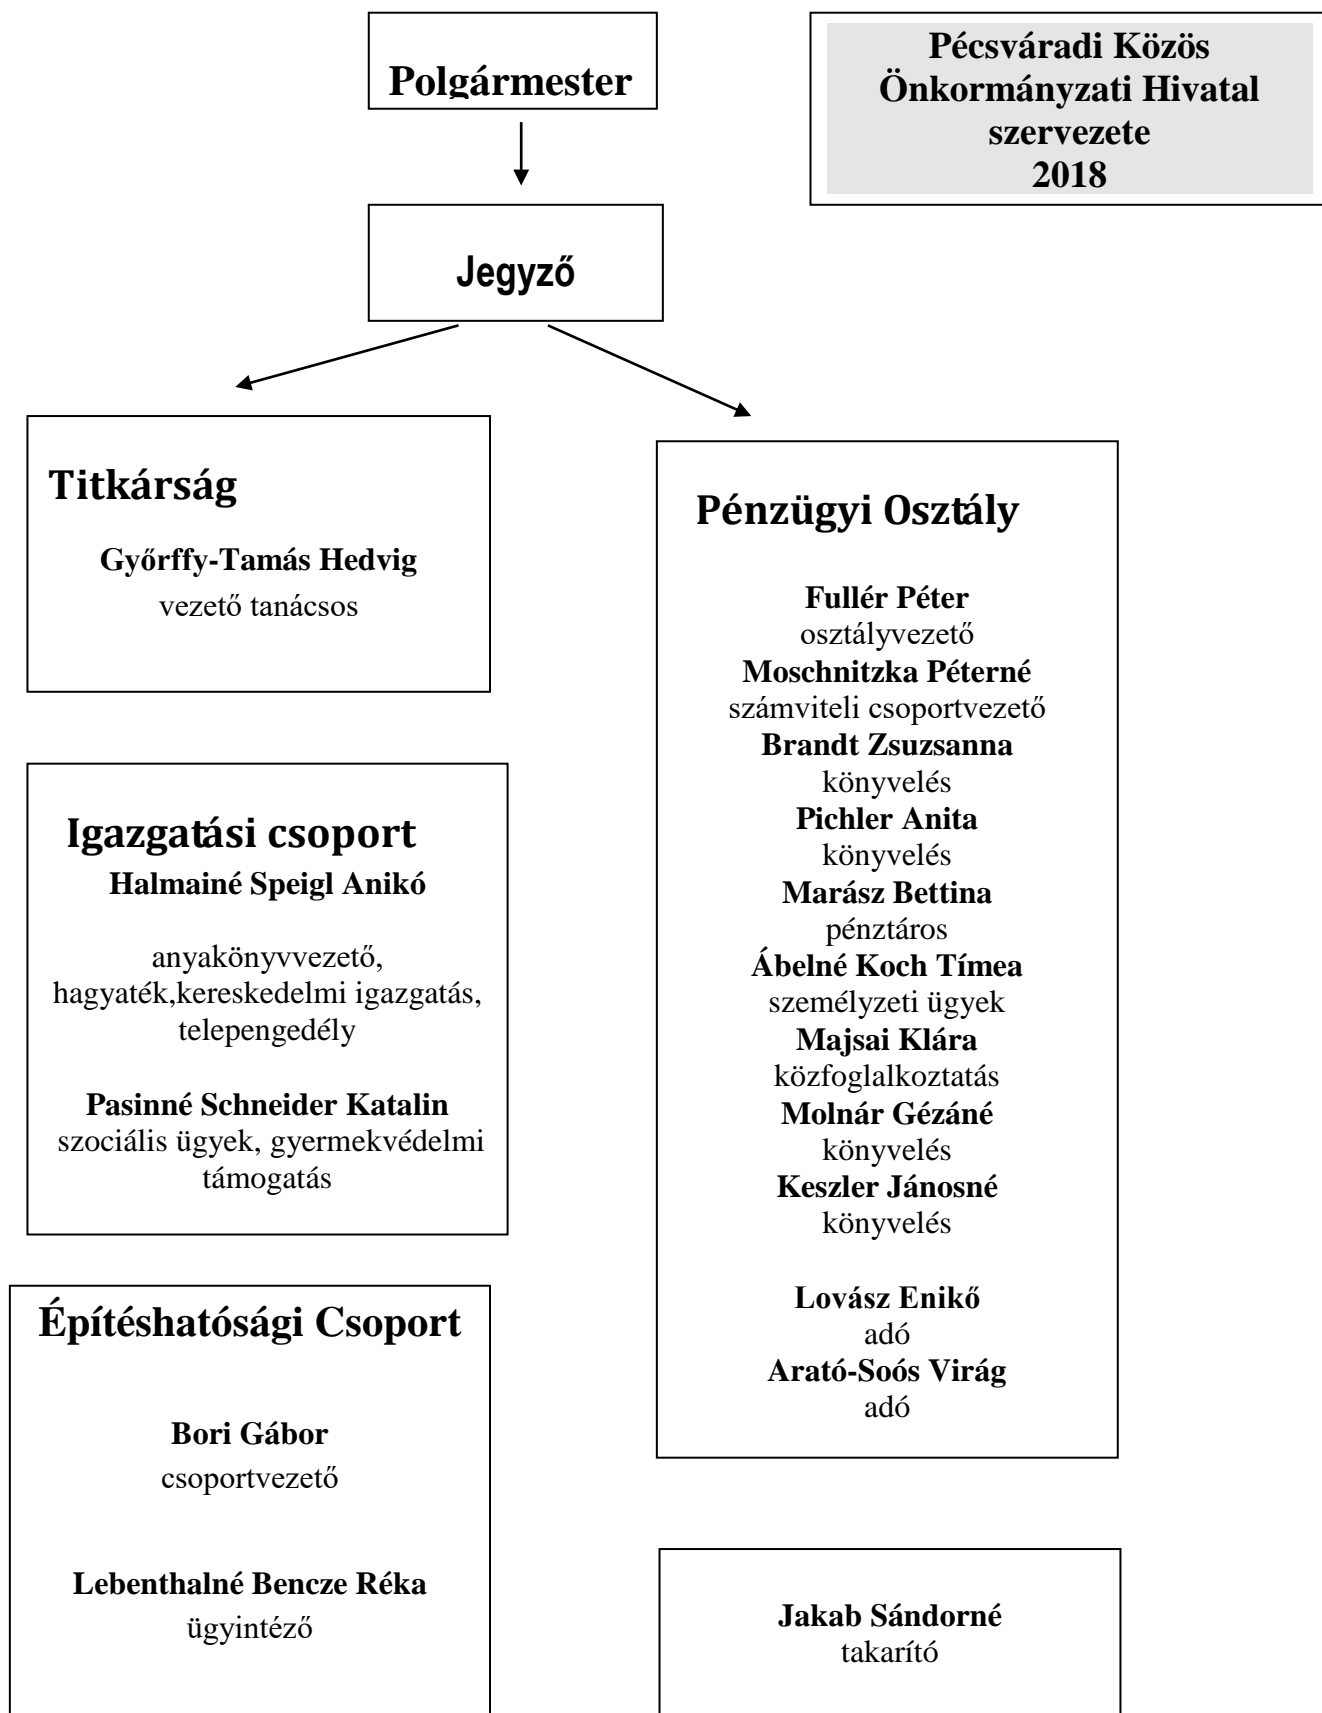 Polgármester
Pécsváradi Közös
Önkormányzati Hivatal
szervezete
2018
Jegyző
Titkárság
Győrffy-Tamás Hedvig
vezető tanácsos
Igazgatási csoport
Halmainé Speigl Anikó
anyakönyvvezető,
hagyaték,kereskedelmi igazgatás,
telepengedély
Pasinné Schneider Katalin
szociális ügyek, gyermekvédelmi
támogatás
Építéshatósági Csoport
Bori Gábor
csoportvezető
Lebenthalné Bencze Réka
ügyintéző
Pénzügyi Osztály
Fullér Péter
osztályvezető
Moschnitzka Péterné
számviteli csoportvezető
Brandt Zsuzsanna
könyvelés
Pichler Anita
könyvelés
Marász Bettina
pénztáros
Ábelné Koch Tímea
személyzeti ügyek
Majsai Klára
közfoglalkoztatás
Molnár Gézáné
könyvelés
Keszler Jánosné
könyvelés
Lovász Enikő
adó
Arató-Soós Virág
adó
Jakab Sándorné
takarító